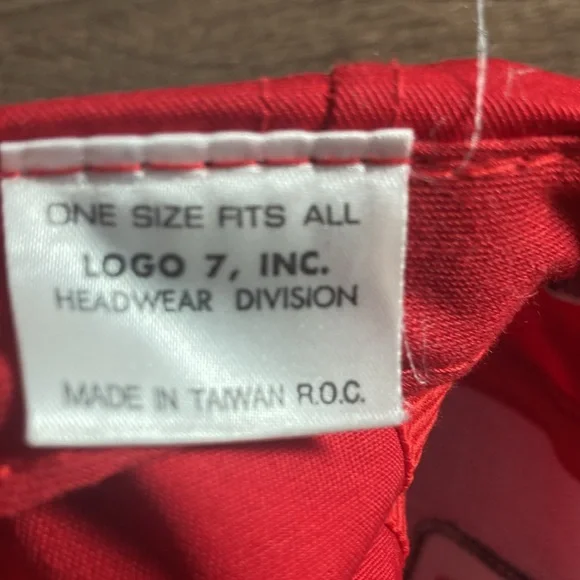 ONE SIZE FITS ALL
LOGO 7, INC.
HEADWEAR DIVISION
MADE IN TAIWAN R.O.C.